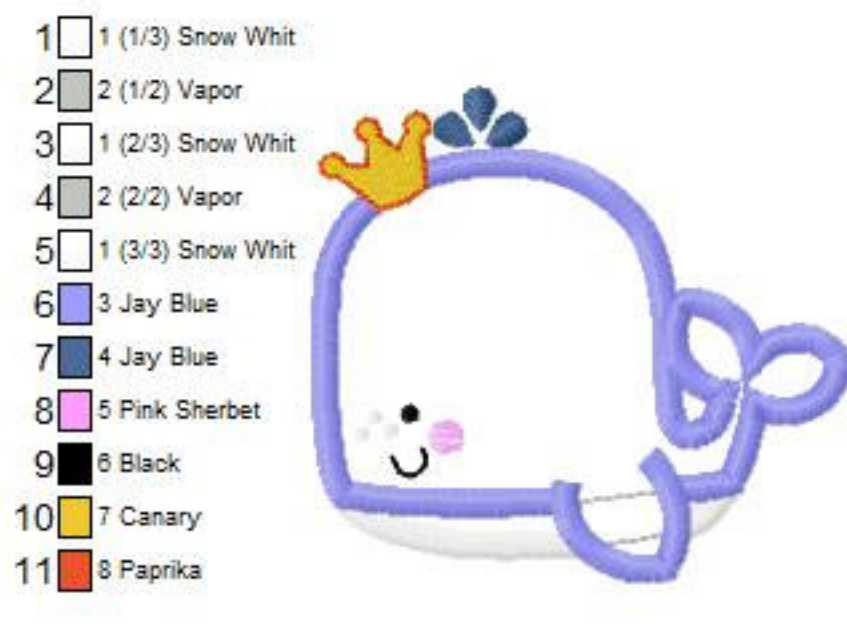 1 1 (1/3) Snow Whit
2 2 (1/2) Vapor
3 1 (2/3) Snow Whit
4 2 (2/2) Vapor
5 1 (3/3) Snow Whit
6 3 Jay Blue
7 4 Jay Blue
8 5 Pink Sherbet
9 6 Black
10 7 Canary
11 8 Paprika